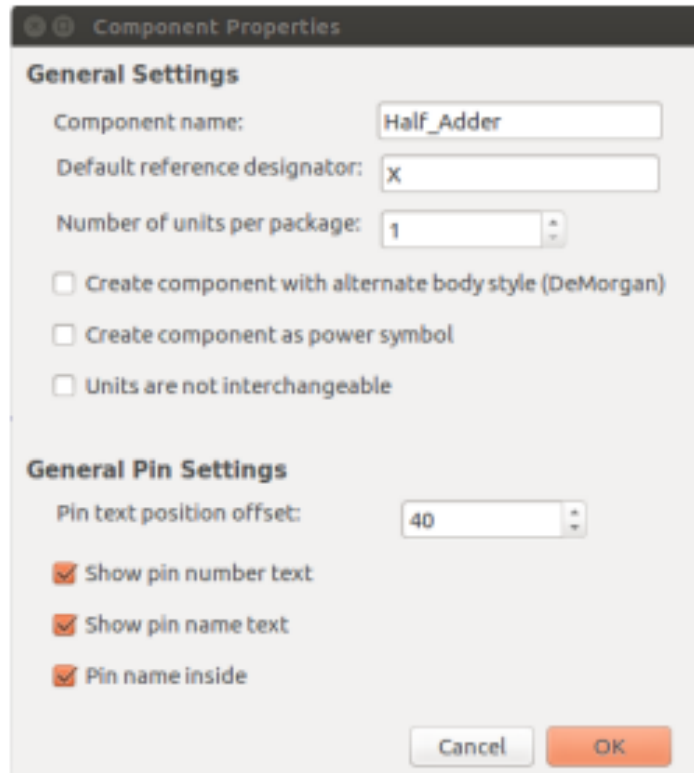 Component Properties
General Settings
Component name: Half_Adder
Default reference designator: X
Number of units per package: 1
Create component with alternate body style (DeMorgan)
Create component as power symbol
Units are not interchangeable
General Pin Settings
Pin text position offset: 40
Show pin number text
Show pin name text
Pin name inside
Cancel OK